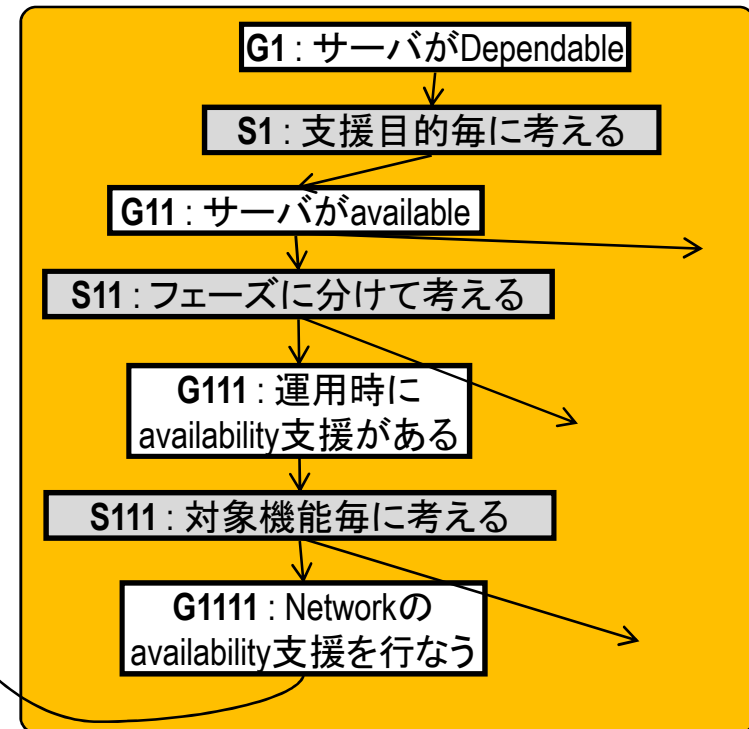 G1 : サーバがDependable
S1 : 支援目的毎に考える
G11 : サーバがavailable
S11 : フェーズに分けて考える
G111 : 運用時に
availability支援がある
S111 : 対象機能毎に考える
G1111 : Networkの
availability支援を行なう